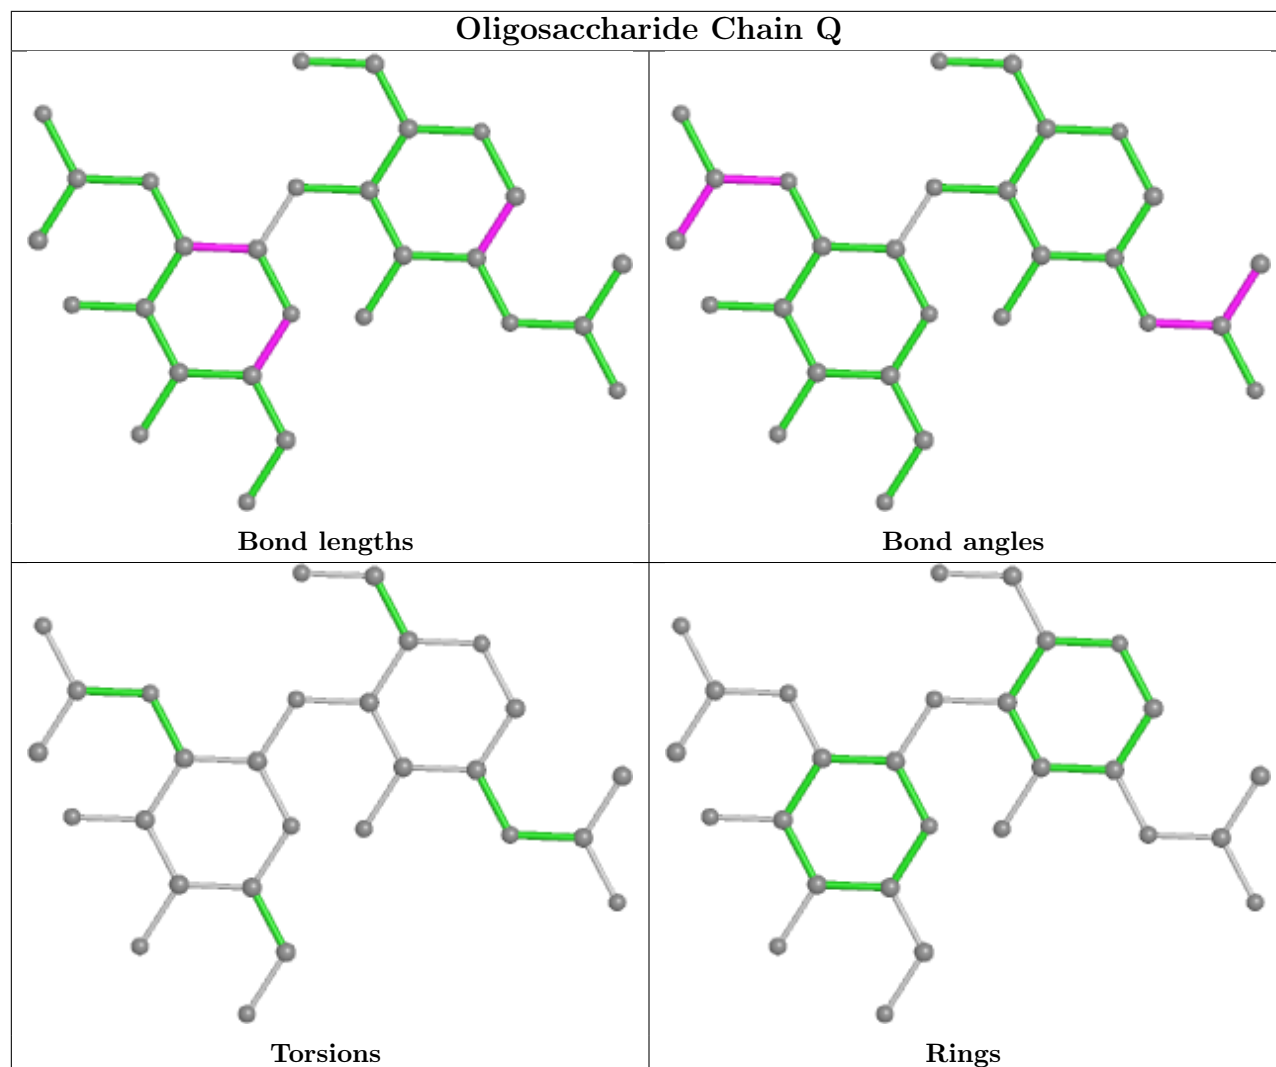 Oligosaccharide Chain Q
Bond lengths
Bond angles
Torsions
Rings